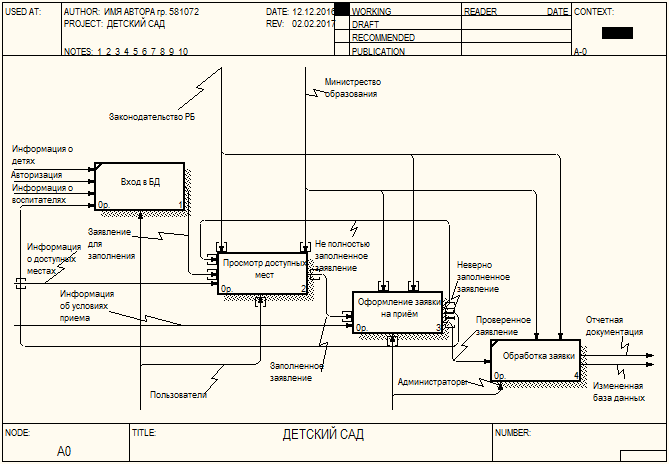 USED AT: AUTHOR: ИМЯ АВТОРА гр. 581072 DATE: 12.12.2016 WORKING READER DATE CONTEXT:
PROJECT: ДЕТСКИЙ САД REV: 02.02.2017 DRAFT
RECOMMENDED
NOTES: 1 2 3 4 5 6 7 8 9 10 PUBLICATION A-0
Министрество
образования
Законодательство РБ
Информация о
детях
Авторизация
Информация о
воспитателях
Вход в БД
0р. 1
Заявление
для
заполнения
Информация
о доступных
местах
Просмотр доступных
мест
0р. 2
Не полностью
заполненное
заявление
Неверно
заполненное
заявление
Информация
об условиях
приема
Оформление заявки
на приём
0р. 3
Проверенное
заявление
Отчетная
документация
Обработка заявки
0р. 4
Заполненное
заявление
Администраторы
Измененная
база данных
Пользователи
NODE: TITLE: NUMBER:
ДЕТСКИЙ САД
A0